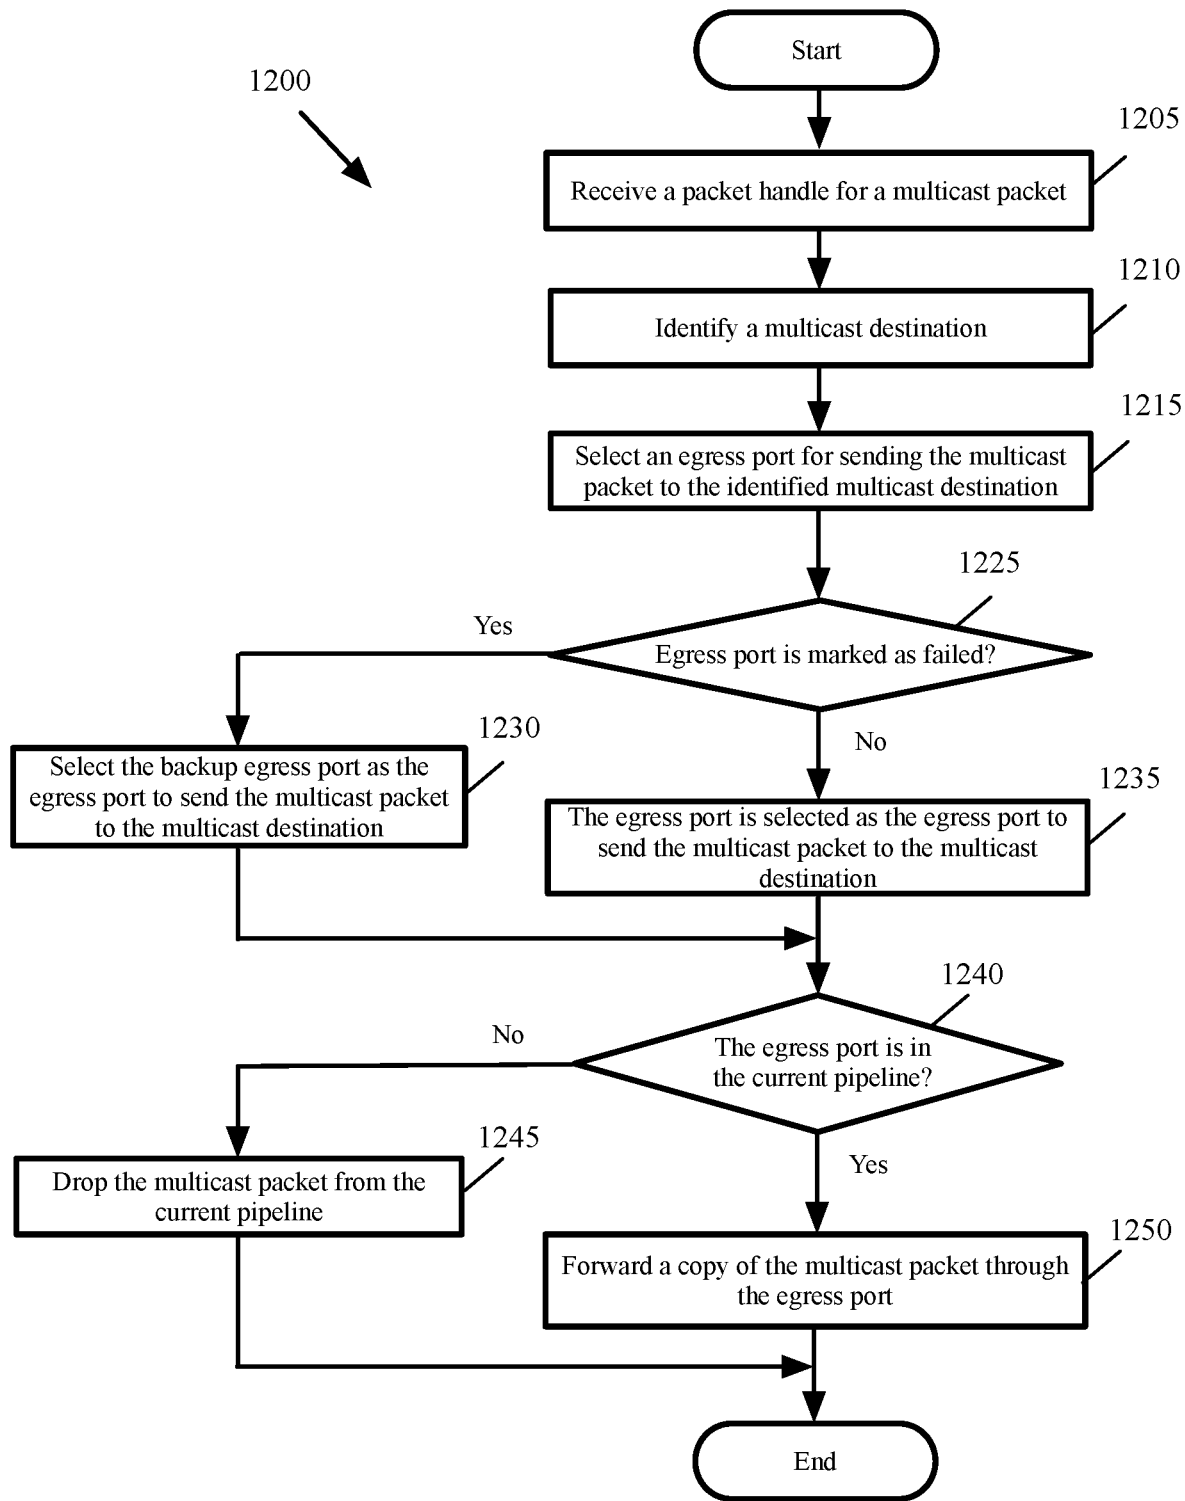 Start
1200
1205
Receive a packet handle for a multicast packet
1210
Identify a multicast destination
1215
Select an egress port for sending the multicast
packet to the identified multicast destination
1225
Yes
Egress port is marked as failed?
No
1230
Select the backup egress port as the
egress port to send the multicast packet
to the multicast destination
1235
The egress port is selected as the egress port to
send the multicast packet to the multicast
destination
1240
No
The egress port is in
the current pipeline?
Yes
1245
Drop the multicast packet from the
current pipeline
1250
Forward a copy of the multicast packet through
the egress port
End